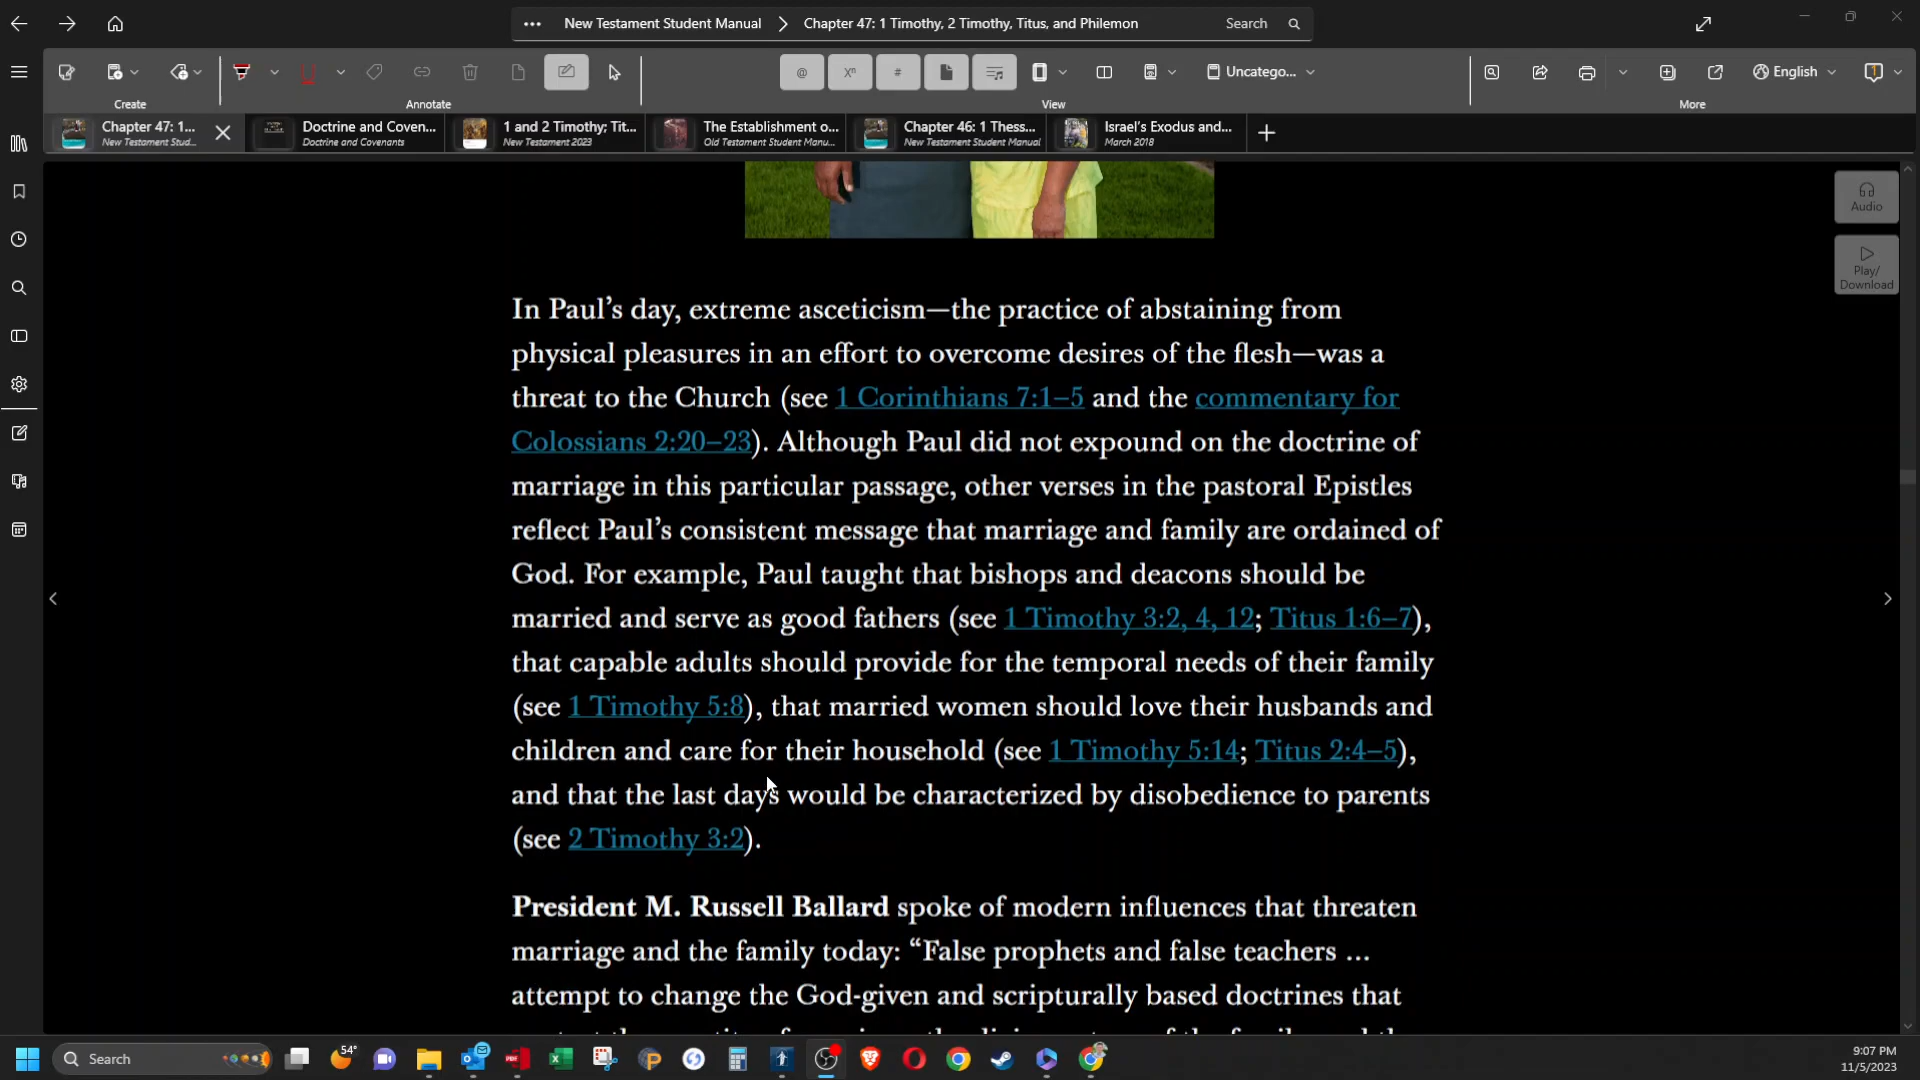 New Testament Student Manual
Chapter 47: 1 Timothy, 2 Timothy, Titus, and Philemon
Search
@
Xⁿ
#
Uncatego...
English
1
Create
Annotate
View
More
Chapter 47: 1...
New Testament Stud...
Doctrine and Coven...
Doctrine and Covenants
1 and 2 Timothy; Tit...
New Testament 2023
The Establishment o...
Old Testament Student Manu...
Chapter 46: 1 Thess...
New Testament Student Manual
Israel's Exodus and...
March 2018
Audio
Play/
Download
In Paul’s day, extreme asceticism—the practice of abstaining from
physical pleasures in an effort to overcome desires of the flesh—was a
threat to the Church (see 1 Corinthians 7:1–5 and the commentary for
Colossians 2:20–23). Although Paul did not expound on the doctrine of
marriage in this particular passage, other verses in the pastoral Epistles
reflect Paul’s consistent message that marriage and family are ordained of
God. For example, Paul taught that bishops and deacons should be
married and serve as good fathers (see 1 Timothy 3:2, 4, 12; Titus 1:6–7),
that capable adults should provide for the temporal needs of their family
(see 1 Timothy 5:8), that married women should love their husbands and
children and care for their household (see 1 Timothy 5:14; Titus 2:4–5),
and that the last days would be characterized by disobedience to parents
(see 2 Timothy 3:2).
President M. Russell Ballard spoke of modern influences that threaten
marriage and the family today: “False prophets and false teachers ...
attempt to change the God-given and scripturally based doctrines that
Search
54°
PDF
9:07 PM
11/5/2023